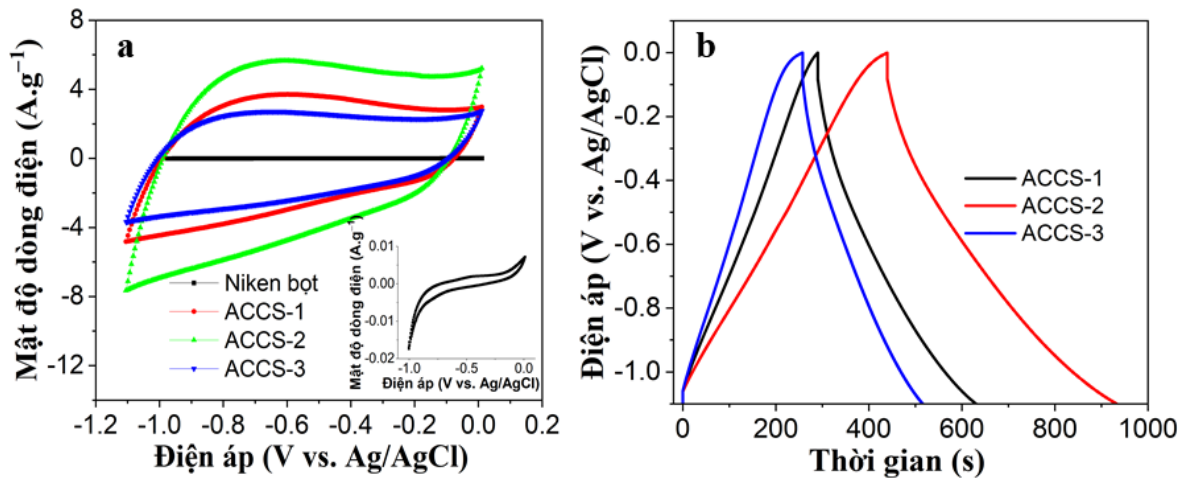 a
Mật độ dòng điện (A.g⁻¹)
8
4
0
-4
-8
-12
Niken bọt
ACCS-1
ACCS-2
ACCS-3
-1.2 -1.0 -0.8 -0.6 -0.4 -0.2 0.0 0.2
Điện áp (V vs. Ag/AgCl)
Mật độ dòng điện (A.g⁻¹)
0.01
0.00
-0.01
-0.02
-1.0 -0.5 0.0
Điện áp (V vs. Ag/AgCl)
b
Điện áp (V vs. Ag/AgCl)
0.0
-0.2
-0.4
-0.6
-0.8
-1.0
ACCS-1
ACCS-2
ACCS-3
0 200 400 600 800 1000
Thời gian (s)